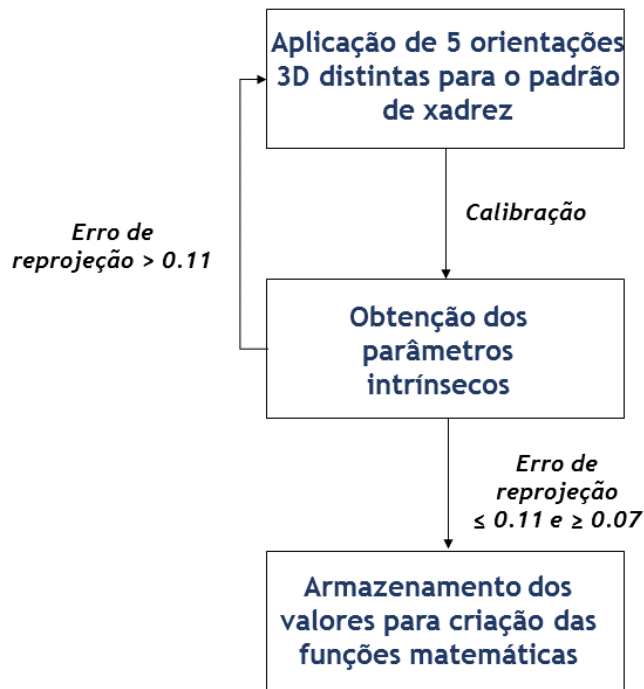 Aplicação de 5 orientações
3D distintas para o padrão
de xadrez
Calibração
Erro de
reprojeção > 0.11
Obtenção dos
parâmetros
intrínsecos
Erro de
reprojeção
≤ 0.11 e ≥ 0.07
Armazenamento dos
valores para criação das
funções matemáticas